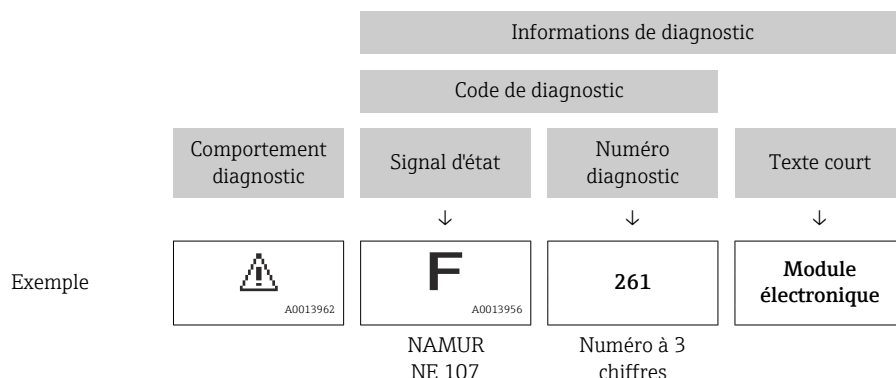 Informations de diagnostic
Code de diagnostic
Comportement
diagnostic
Signal d'état
Numéro
diagnostic
Texte court
↓
↓
↓
Exemple
A0013962
F
A0013956
261
Module
électronique
NAMUR
NE 107
Numéro à 3
chiffres